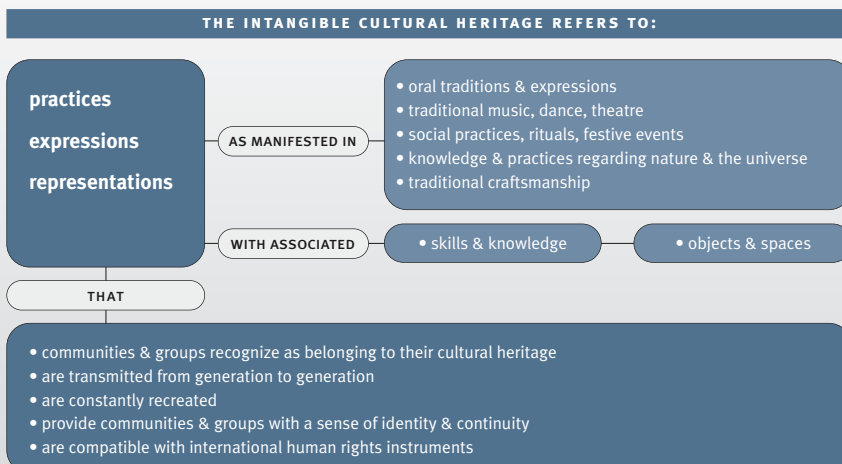 THE INTANGIBLE CULTURAL HERITAGE REFERS TO:
practices
expressions
representations
AS MANIFESTED IN
• oral traditions & expressions
• traditional music, dance, theatre
• social practices, rituals, festive events
• knowledge & practices regarding nature & the universe
• traditional craftsmanship
WITH ASSOCIATED
• skills & knowledge
• objects & spaces
THAT
• communities & groups recognize as belonging to their cultural heritage
• are transmitted from generation to generation
• are constantly recreated
• provide communities & groups with a sense of identity & continuity
• are compatible with international human rights instruments